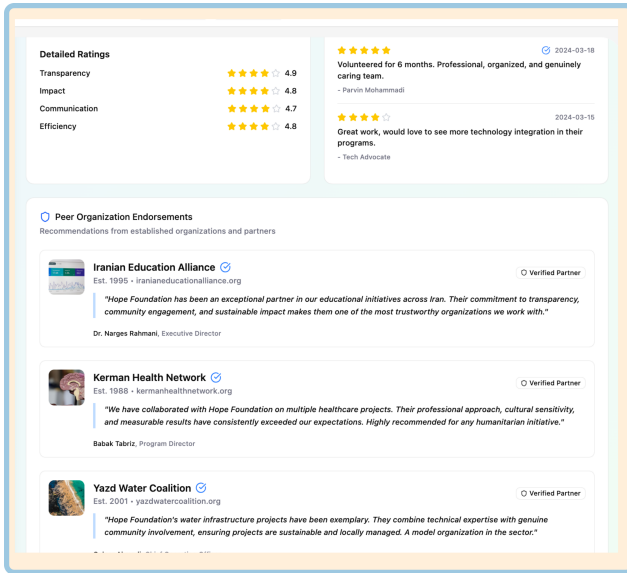 Detailed Ratings
Transparency 4.9
Impact 4.8
Communication 4.7
Efficiency 4.8
2024-03-18
Volunteered for 6 months. Professional, organized, and genuinely
caring team.
- Parvin Mohammadi
2024-03-15
Great work, would love to see more technology integration in their
programs.
- Tech Advocate
Peer Organization Endorsements
Recommendations from established organizations and partners
Iranian Education Alliance
Verified Partner
Est. 1995 • iranianeducationalliance.org
"Hope Foundation has been an exceptional partner in our educational initiatives across Iran. Their commitment to transparency,
community engagement, and sustainable impact makes them one of the most trustworthy organizations we work with."
Dr. Narges Rahmani, Executive Director
Kerman Health Network
Verified Partner
Est. 1988 • kermanhealthnetwork.org
"We have collaborated with Hope Foundation on multiple healthcare projects. Their professional approach, cultural sensitivity,
and measurable results have consistently exceeded our expectations. Highly recommended for any humanitarian initiative."
Babak Tabriz, Program Director
Yazd Water Coalition
Verified Partner
Est. 2001 • yazdwatercoalition.org
"Hope Foundation's water infrastructure projects have been exemplary. They combine technical expertise with genuine
community involvement, ensuring projects are sustainable and locally managed. A model organization in the sector."